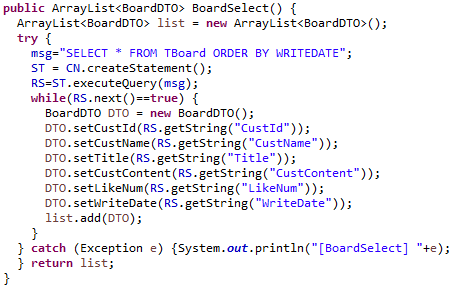 public ArrayList<BoardDTO> BoardSelect() {
  ArrayList<BoardDTO> list = new ArrayList<BoardDTO>();
  try {
    msg="SELECT * FROM TBoard ORDER BY WRITEDATE";
    ST = CN.createStatement();
    RS=ST.executeQuery(msg);
    while(RS.next()==true) {
      BoardDTO DTO = new BoardDTO();
      DTO.setCustId(RS.getString("CustId"));
      DTO.setCustName(RS.getString("CustName"));
      DTO.setTitle(RS.getString("Title"));
      DTO.setCustContent(RS.getString("CustContent"));
      DTO.setLikeNum(RS.getString("LikeNum"));
      DTO.setWriteDate(RS.getString("WriteDate"));
      list.add(DTO);
    }
  } catch (Exception e) {System.out.println("[BoardSelect] "+e);
  } return list;
}